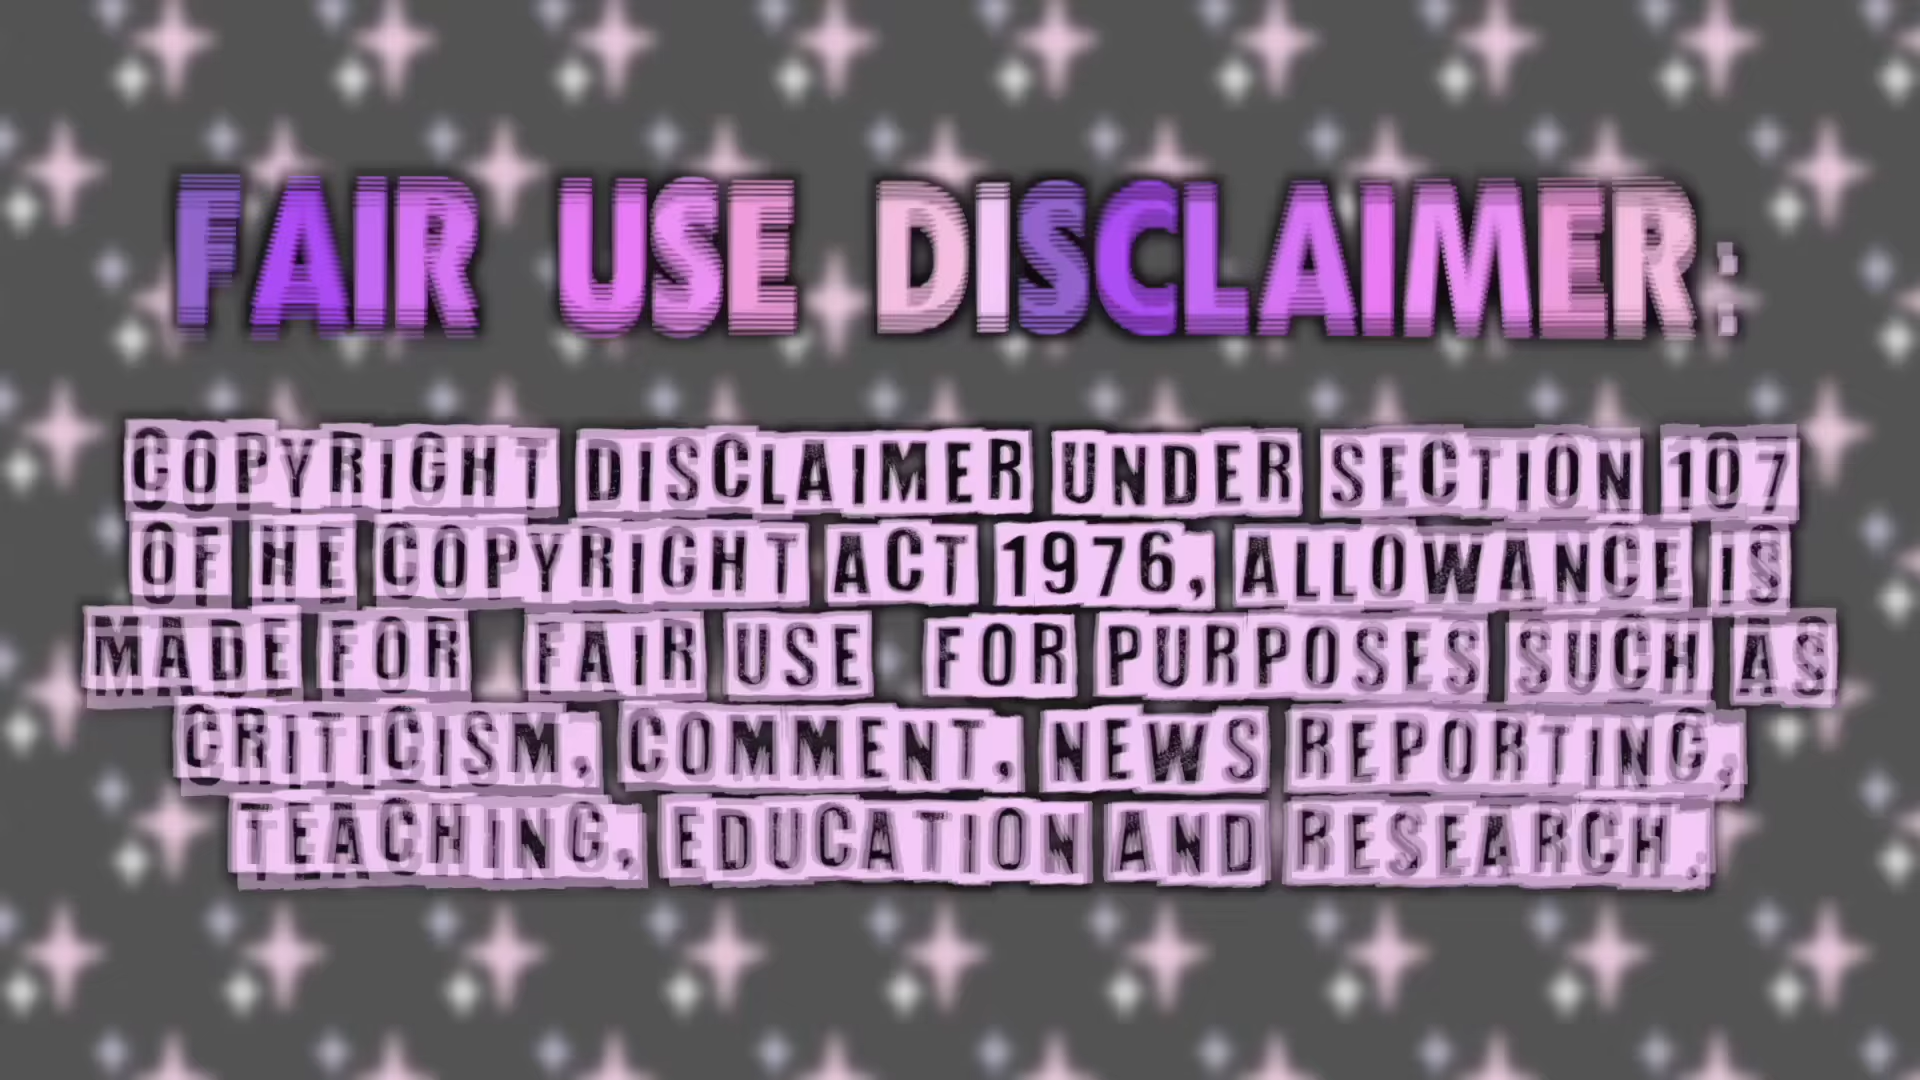 FAIR USE DISCLAIMER:
COPYRIGHT DISCLAIMER UNDER SECTION 107
OF HE COPYRIGHT ACT 1976, ALLOWANCE IS
MADE FOR FAIR USE FOR PURPOSES SUCH AS
CRITICISM, COMMENT, NEWS REPORTING,
TEACHING, EDUCATION AND RESEARCH.